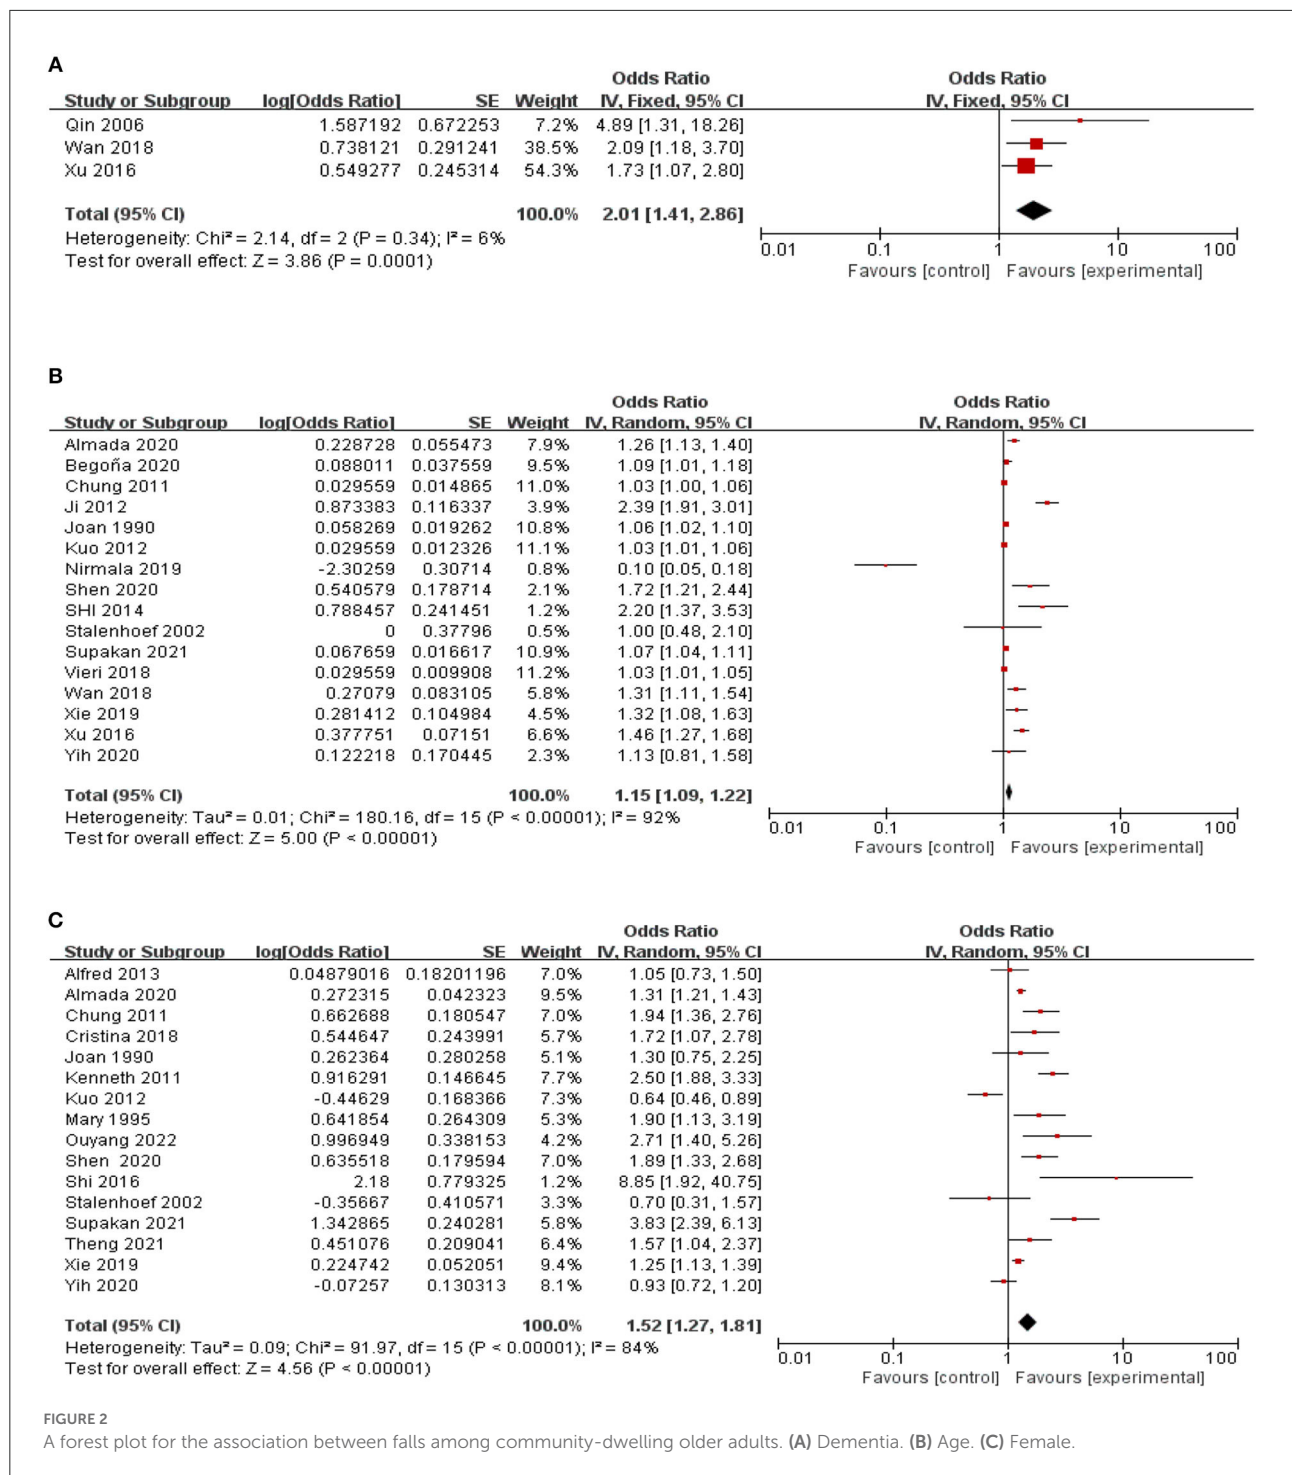 A
Odds Ratio Odds Ratio
Study or Subgroup log[Odds Ratio] SE Weight IV, Fixed, 95% CI IV, Fixed, 95% CI
Qin 2006 1.587192 0.672253 7.2% 4.89 [1.31, 18.26]
Wan 2018 0.738121 0.291241 38.5% 2.09 [1.18, 3.70]
Xu 2016 0.549277 0.245314 54.3% 1.73 [1.07, 2.80]
Total (95% CI) 100.0% 2.01 [1.41, 2.86]
Heterogeneity: Chi² = 2.14, df = 2 (P = 0.34); I² = 6%
Test for overall effect: Z = 3.86 (P = 0.0001)
0.01 0.1 1 10 100
Favours [control] Favours [experimental]
B
Odds Ratio Odds Ratio
Study or Subgroup log[Odds Ratio] SE Weight IV, Random, 95% CI IV, Random, 95% CI
Almada 2020 0.228728 0.055473 7.9% 1.26 [1.13, 1.40]
Begoña 2020 0.088011 0.037559 9.5% 1.09 [1.01, 1.18]
Chung 2011 0.029559 0.014865 11.0% 1.03 [1.00, 1.06]
Ji 2012 0.873383 0.116337 3.9% 2.39 [1.91, 3.01]
Joan 1990 0.058269 0.019262 10.8% 1.06 [1.02, 1.10]
Kuo 2012 0.029559 0.012326 11.1% 1.03 [1.01, 1.06]
Nirmala 2019 -2.30259 0.30714 0.8% 0.10 [0.05, 0.18]
Shen 2020 0.540579 0.178714 2.1% 1.72 [1.21, 2.44]
SHI 2014 0.788457 0.241451 1.2% 2.20 [1.37, 3.53]
Stalenhoef 2002 0 0.37796 0.5% 1.00 [0.48, 2.10]
Supakan 2021 0.067659 0.016617 10.9% 1.07 [1.04, 1.11]
Vieri 2018 0.029559 0.009908 11.2% 1.03 [1.01, 1.05]
Wan 2018 0.27079 0.083105 5.8% 1.31 [1.11, 1.54]
Xie 2019 0.281412 0.104984 4.5% 1.32 [1.08, 1.63]
Xu 2016 0.377751 0.07151 6.6% 1.46 [1.27, 1.68]
Yih 2020 0.122218 0.170445 2.3% 1.13 [0.81, 1.58]
Total (95% CI) 100.0% 1.15 [1.09, 1.22]
Heterogeneity: Tau² = 0.01; Chi² = 180.16, df = 15 (P < 0.00001); I² = 92%
Test for overall effect: Z = 5.00 (P < 0.00001)
0.01 0.1 1 10 100
Favours [control] Favours [experimental]
C
Odds Ratio Odds Ratio
Study or Subgroup log[Odds Ratio] SE Weight IV, Random, 95% CI IV, Random, 95% CI
Alfred 2013 0.04879016 0.18201196 7.0% 1.05 [0.73, 1.50]
Almada 2020 0.272315 0.042323 9.5% 1.31 [1.21, 1.43]
Chung 2011 0.662688 0.180547 7.0% 1.94 [1.36, 2.76]
Cristina 2018 0.544647 0.243991 5.7% 1.72 [1.07, 2.78]
Joan 1990 0.262364 0.280258 5.1% 1.30 [0.75, 2.25]
Kenneth 2011 0.916291 0.146645 7.7% 2.50 [1.88, 3.33]
Kuo 2012 -0.44629 0.168366 7.3% 0.64 [0.46, 0.89]
Mary 1995 0.641854 0.264309 5.3% 1.90 [1.13, 3.19]
Ouyang 2022 0.996949 0.338153 4.2% 2.71 [1.40, 5.26]
Shen 2020 0.635518 0.179594 7.0% 1.89 [1.33, 2.68]
Shi 2016 2.18 0.779325 1.2% 8.85 [1.92, 40.75]
Stalenhoef 2002 -0.35667 0.410571 3.3% 0.70 [0.31, 1.57]
Supakan 2021 1.342865 0.240281 5.8% 3.83 [2.39, 6.13]
Theng 2021 0.451076 0.209041 6.4% 1.57 [1.04, 2.37]
Xie 2019 0.224742 0.052051 9.4% 1.25 [1.13, 1.39]
Yih 2020 -0.07257 0.130313 8.1% 0.93 [0.72, 1.20]
Total (95% CI) 100.0% 1.52 [1.27, 1.81]
Heterogeneity: Tau² = 0.09; Chi² = 91.97, df = 15 (P < 0.00001); I² = 84%
Test for overall effect: Z = 4.56 (P < 0.00001)
0.01 0.1 1 10 100
Favours [control] Favours [experimental]
FIGURE 2
A forest plot for the association between falls among community-dwelling older adults. (A) Dementia. (B) Age. (C) Female.